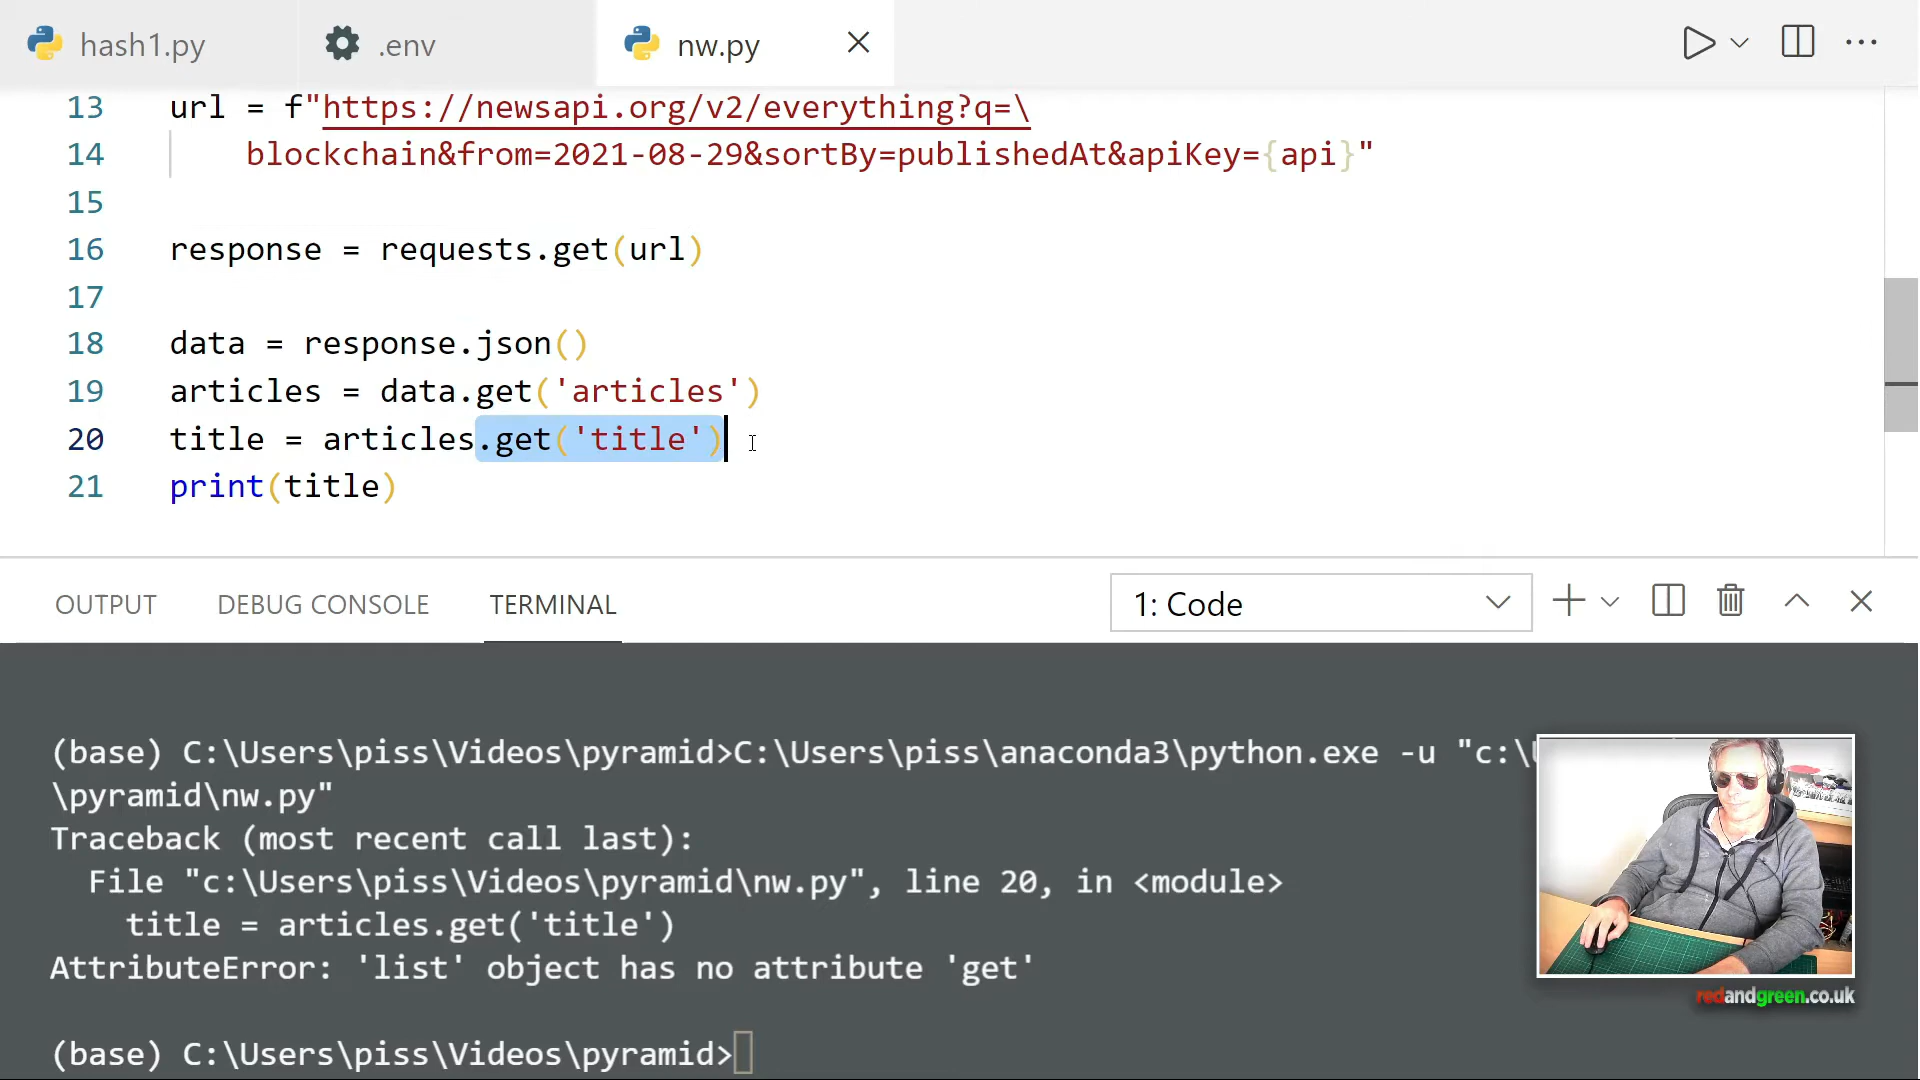 hash1.py .env nw.py
13 url = f"https://newsapi.org/v2/everything?q=\
14 blockchain&from=2021-08-29&sortBy=publishedAt&apiKey={api}"
15
16 response = requests.get(url)
17
18 data = response.json()
19 articles = data.get('articles')
20 title = articles.get('title')
21 print(title)
OUTPUT DEBUG CONSOLE TERMINAL 1: Code
(base) C:\Users\piss\Videos\pyramid>C:\Users\piss\anaconda3\python.exe -u "c:\
\pyramid\nw.py"
Traceback (most recent call last):
File "c:\Users\piss\Videos\pyramid\nw.py", line 20, in <module>
title = articles.get('title')
AttributeError: 'list' object has no attribute 'get'
redandgreen.co.uk
(base) C:\Users\piss\Videos\pyramid>